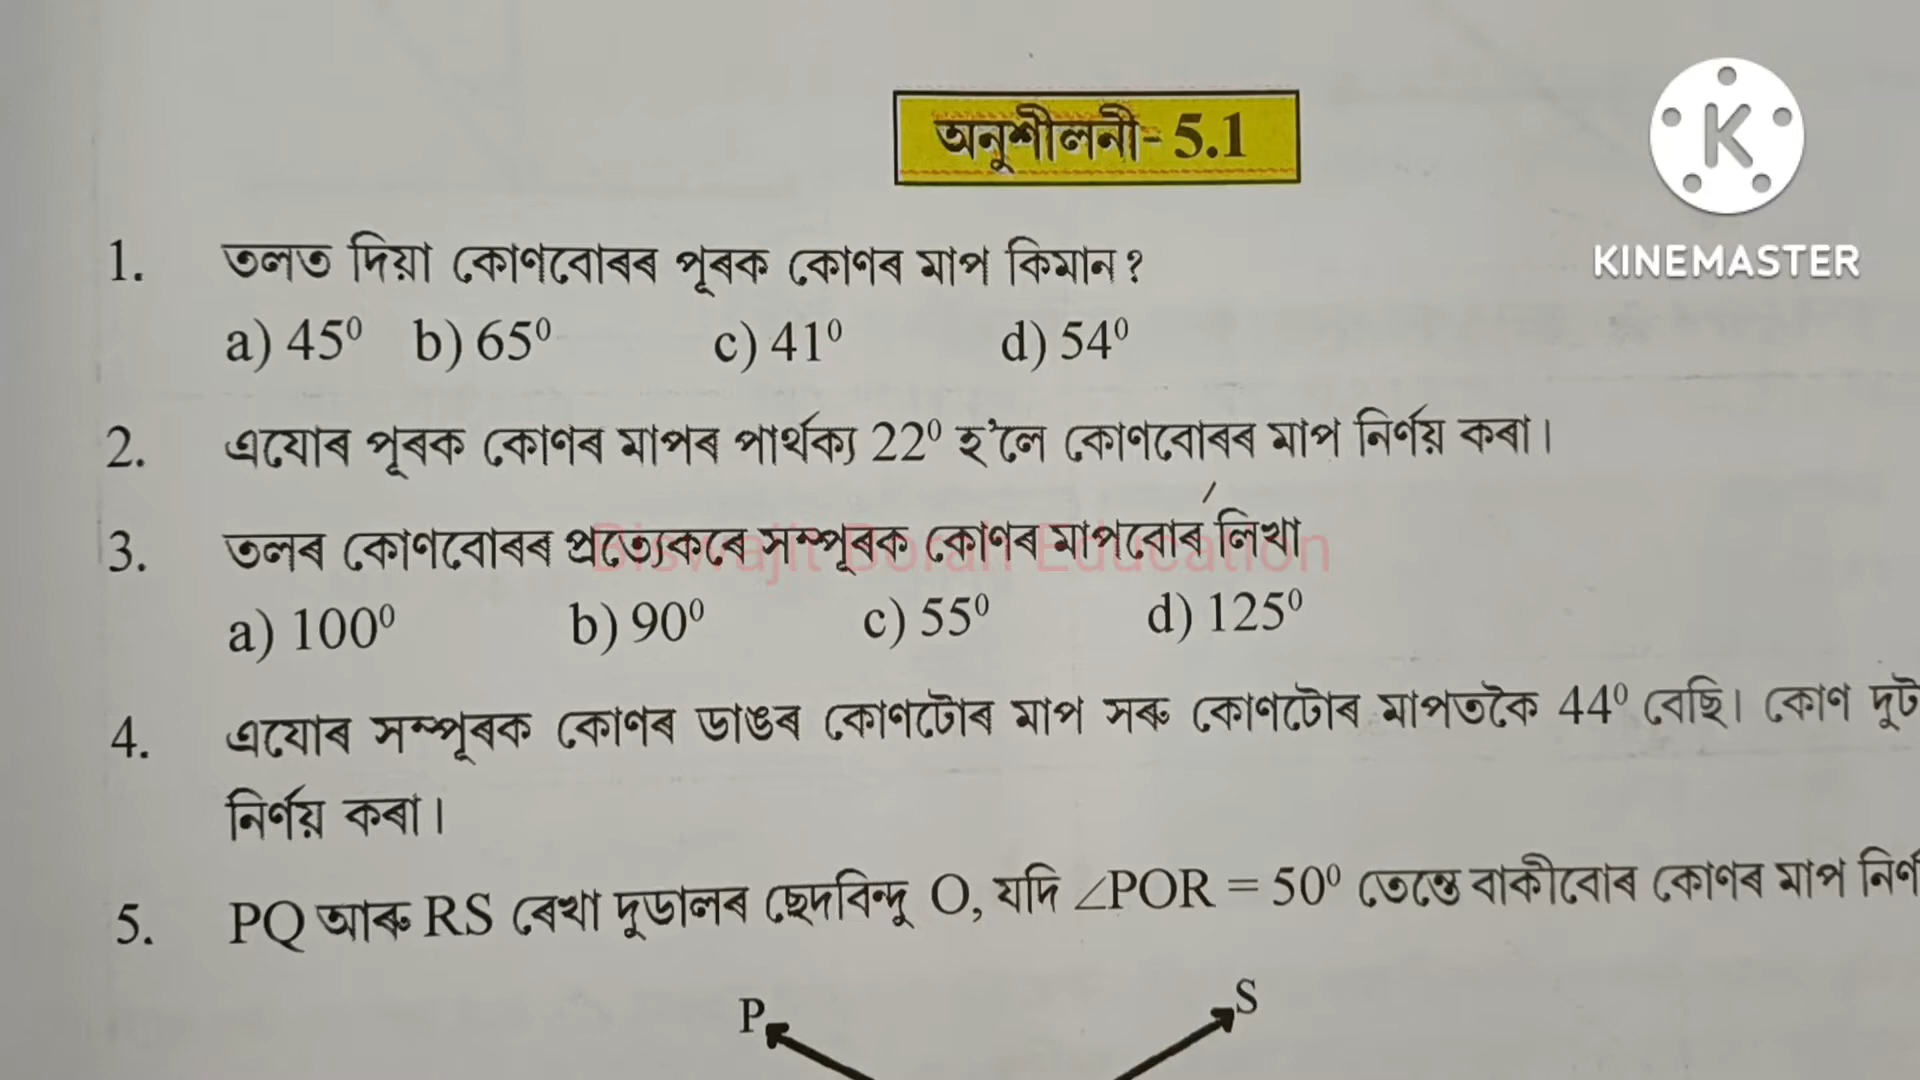 অনুশীলনী- 5.1
KINEMASTER
1. তলত দিয়া কোণবোৰৰ পূৰক কোণৰ মাপ কিমান?
a) 45⁰ b) 65⁰ c) 41⁰ d) 54⁰
2. এযোৰ পূৰক কোণৰ মাপৰ পাৰ্থক্য 22⁰ হ'লে কোণবোৰৰ মাপ নিৰ্ণয় কৰা।
3. তলৰ কোণবোৰৰ প্ৰত্যেকৰে সম্পূৰক কোণৰ মাপবোৰ লিখা
Biswajit Borah Education
a) 100⁰ b) 90⁰ c) 55⁰ d) 125⁰
4. এযোৰ সম্পূৰক কোণৰ ডাঙৰ কোণটোৰ মাপ সৰু কোণটোৰ মাপতকৈ 44⁰ বেছি। কোণ দুট
নিৰ্ণয় কৰা।
5. PQ আৰু RS ৰেখা দুডালৰ ছেদবিন্দু O, যদি ∠POR = 50⁰ তেন্তে বাকীবোৰ কোণৰ মাপ নিৰ্ণ
P S